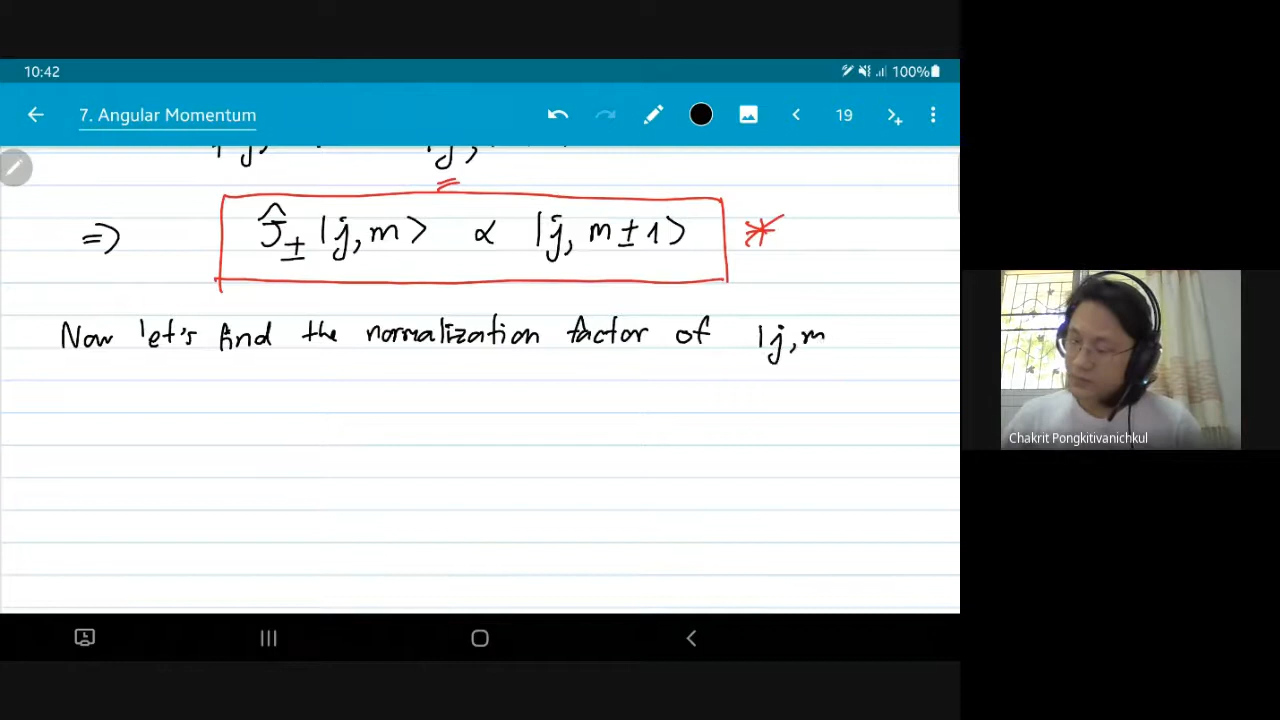 10:42
100%
7. Angular Momentum
19
=> Ĵ± |j,m> ∝ |j, m±1> *
Now let's find the normalization factor of |j,m
Chakrit Pongkitivanichkul